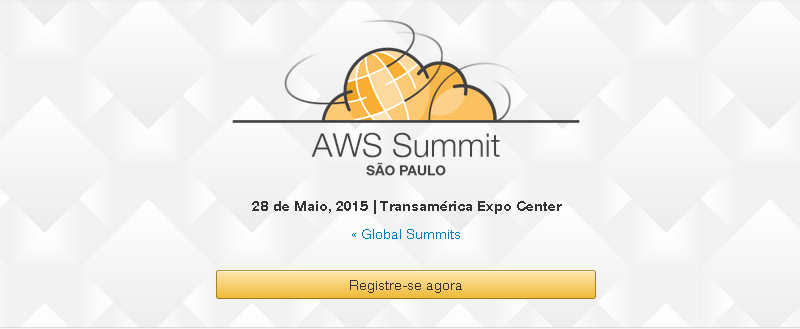 AWS Summit
SÃO PAULO
28 de Maio, 2015 | Transamérica Expo Center
« Global Summits
Registre-se agora